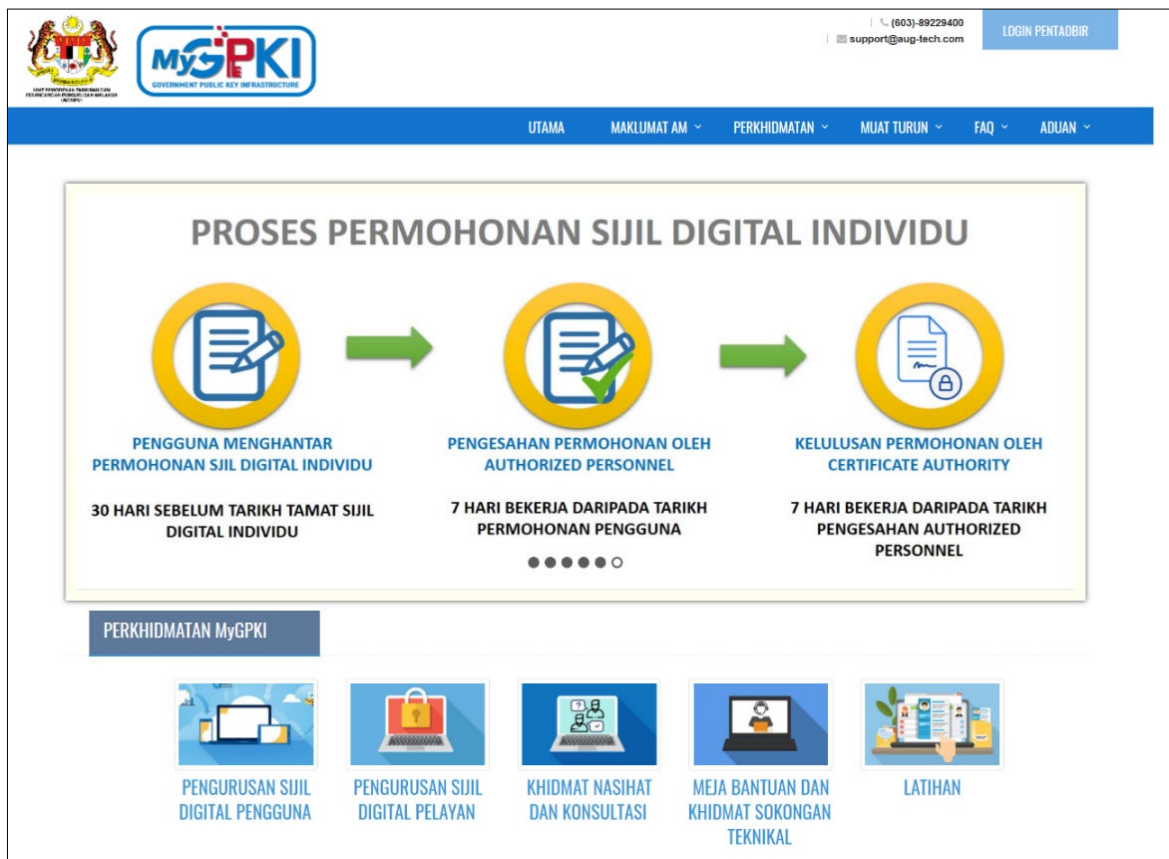 (603)-89229400
support@aug-tech.com
LOGIN PENTADBIR
MyGPKI
GOVERNMENT PUBLIC KEY INFRASTRUCTURE
UTAMA MAKLUMAT AM PERKHIDMATAN MUAT TURUN FAQ ADUAN
PROSES PERMOHONAN SIJIL DIGITAL INDIVIDU
PENGGUNA MENGHANTAR
PERMOHONAN SJIL DIGITAL INDIVIDU
30 HARI SEBELUM TARIKH TAMAT SIJIL
DIGITAL INDIVIDU
PENGESAHAN PERMOHONAN OLEH
AUTHORIZED PERSONNEL
7 HARI BEKERJA DARIPADA TARIKH
PERMOHONAN PENGGUNA
KELULUSAN PERMOHONAN OLEH
CERTIFICATE AUTHORITY
7 HARI BEKERJA DARIPADA TARIKH
PENGESAHAN AUTHORIZED
PERSONNEL
PERKHIDMATAN MyGPKI
PENGURUSAN SIJIL
DIGITAL PENGGUNA
PENGURUSAN SIJIL
DIGITAL PELAYAN
KHIDMAT NASIHAT
DAN KONSULTASI
MEJA BANTUAN DAN
KHIDMAT SOKONGAN
TEKNIKAL
LATIHAN